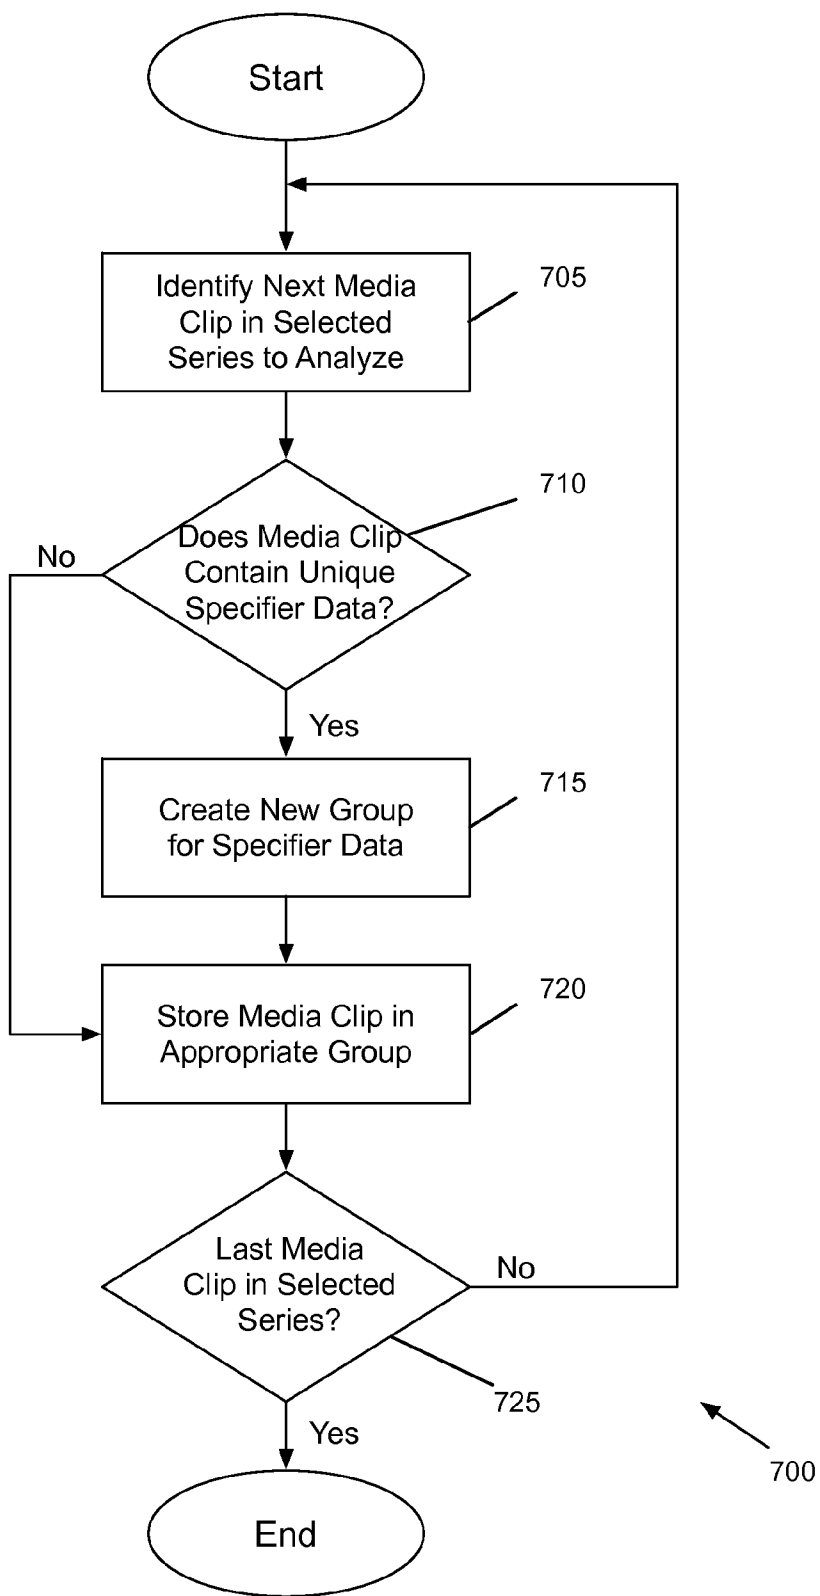 Start
Identify Next Media
Clip in Selected
Series to Analyze
705
710
Does Media Clip
Contain Unique
Specifier Data?
No
Yes
715
Create New Group
for Specifier Data
720
Store Media Clip in
Appropriate Group
Last Media
Clip in Selected
Series?
No
725
Yes
700
End